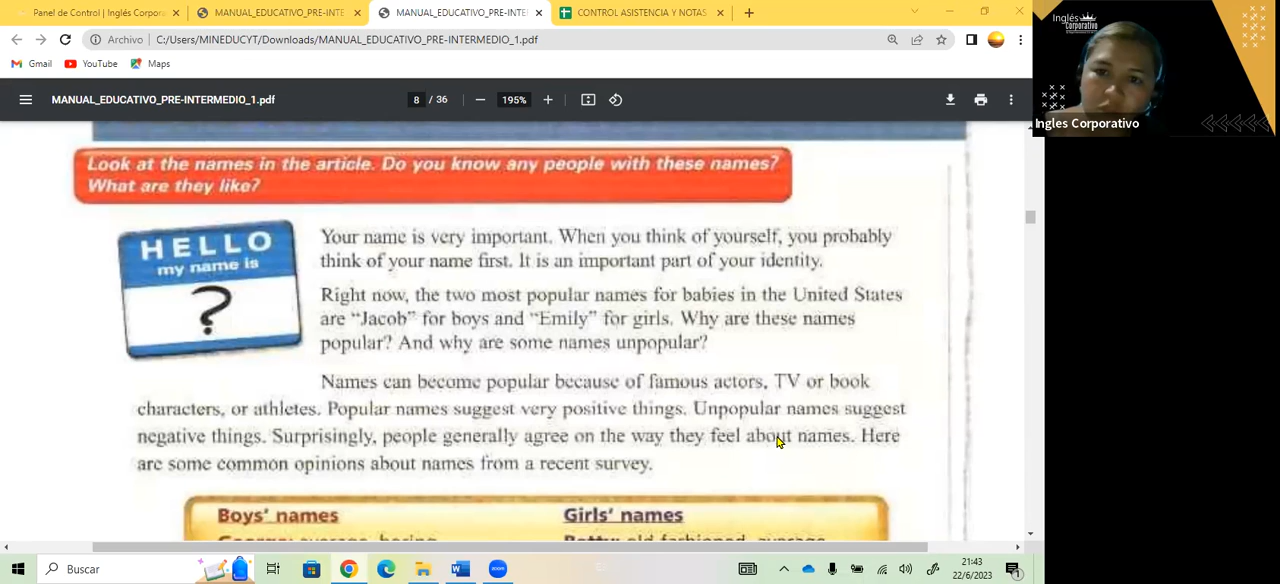 Panel de Control | Inglés Corpora
MANUAL_EDUCATIVO_PRE-INTE
MANUAL_EDUCATIVO_PRE-INTE
CONTROL ASISTENCIA Y NOTAS
Archivo
C:/Users/MINEDUCYT/Downloads/MANUAL_EDUCATIVO_PRE-INTERMEDIO_1.pdf
Gmail
YouTube
Maps
MANUAL_EDUCATIVO_PRE-INTERMEDIO_1.pdf
8 / 36
195%
Inglés
Corporativo
Ingles Corporativo
Look at the names in the article. Do you know any people with these names?
What are they like?
HELLO
my name is
?
Your name is very important. When you think of yourself, you probably
think of your name first. It is an important part of your identity.
Right now, the two most popular names for babies in the United States
are “Jacob” for boys and “Emily” for girls. Why are these names
popular? And why are some names unpopular?
Names can become popular because of famous actors, TV or book
characters, or athletes. Popular names suggest very positive things. Unpopular names suggest
negative things. Surprisingly, people generally agree on the way they feel about names. Here
are some common opinions about names from a recent survey.
Boys' names
Girls' names
George: average, boring
Betty: old-fashioned, average
Buscar
21:43
22/6/2023